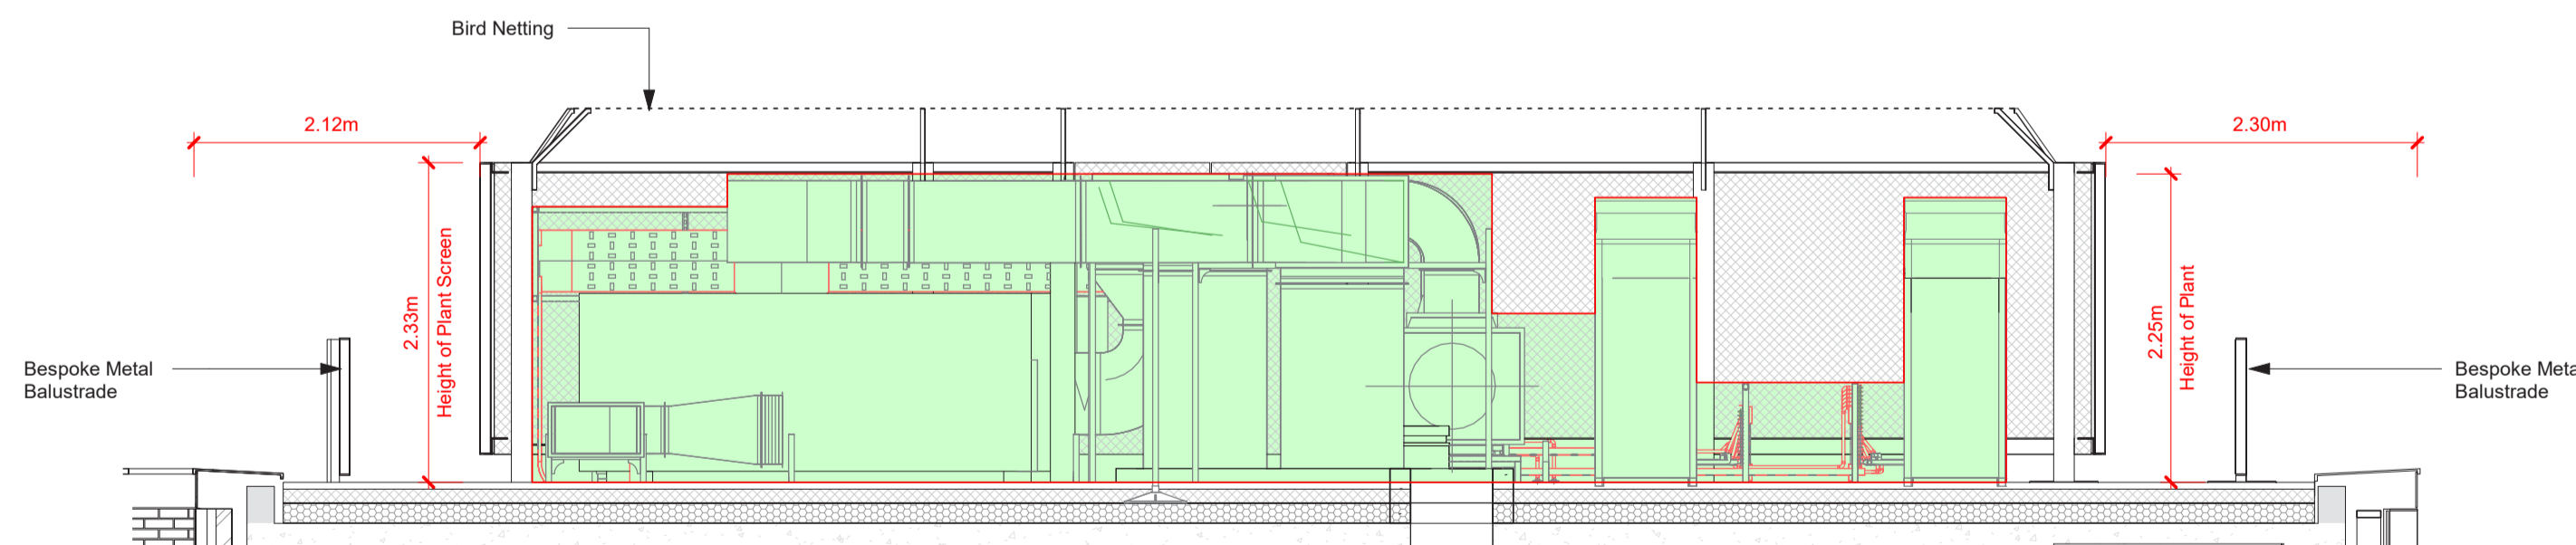 Bird Netting
2.12m
2.30m
2.33m
Height of Plant Screen
2.25m
Height of Plant
Bespoke Metal
Balustrade
Bespoke Meta
Balustrade